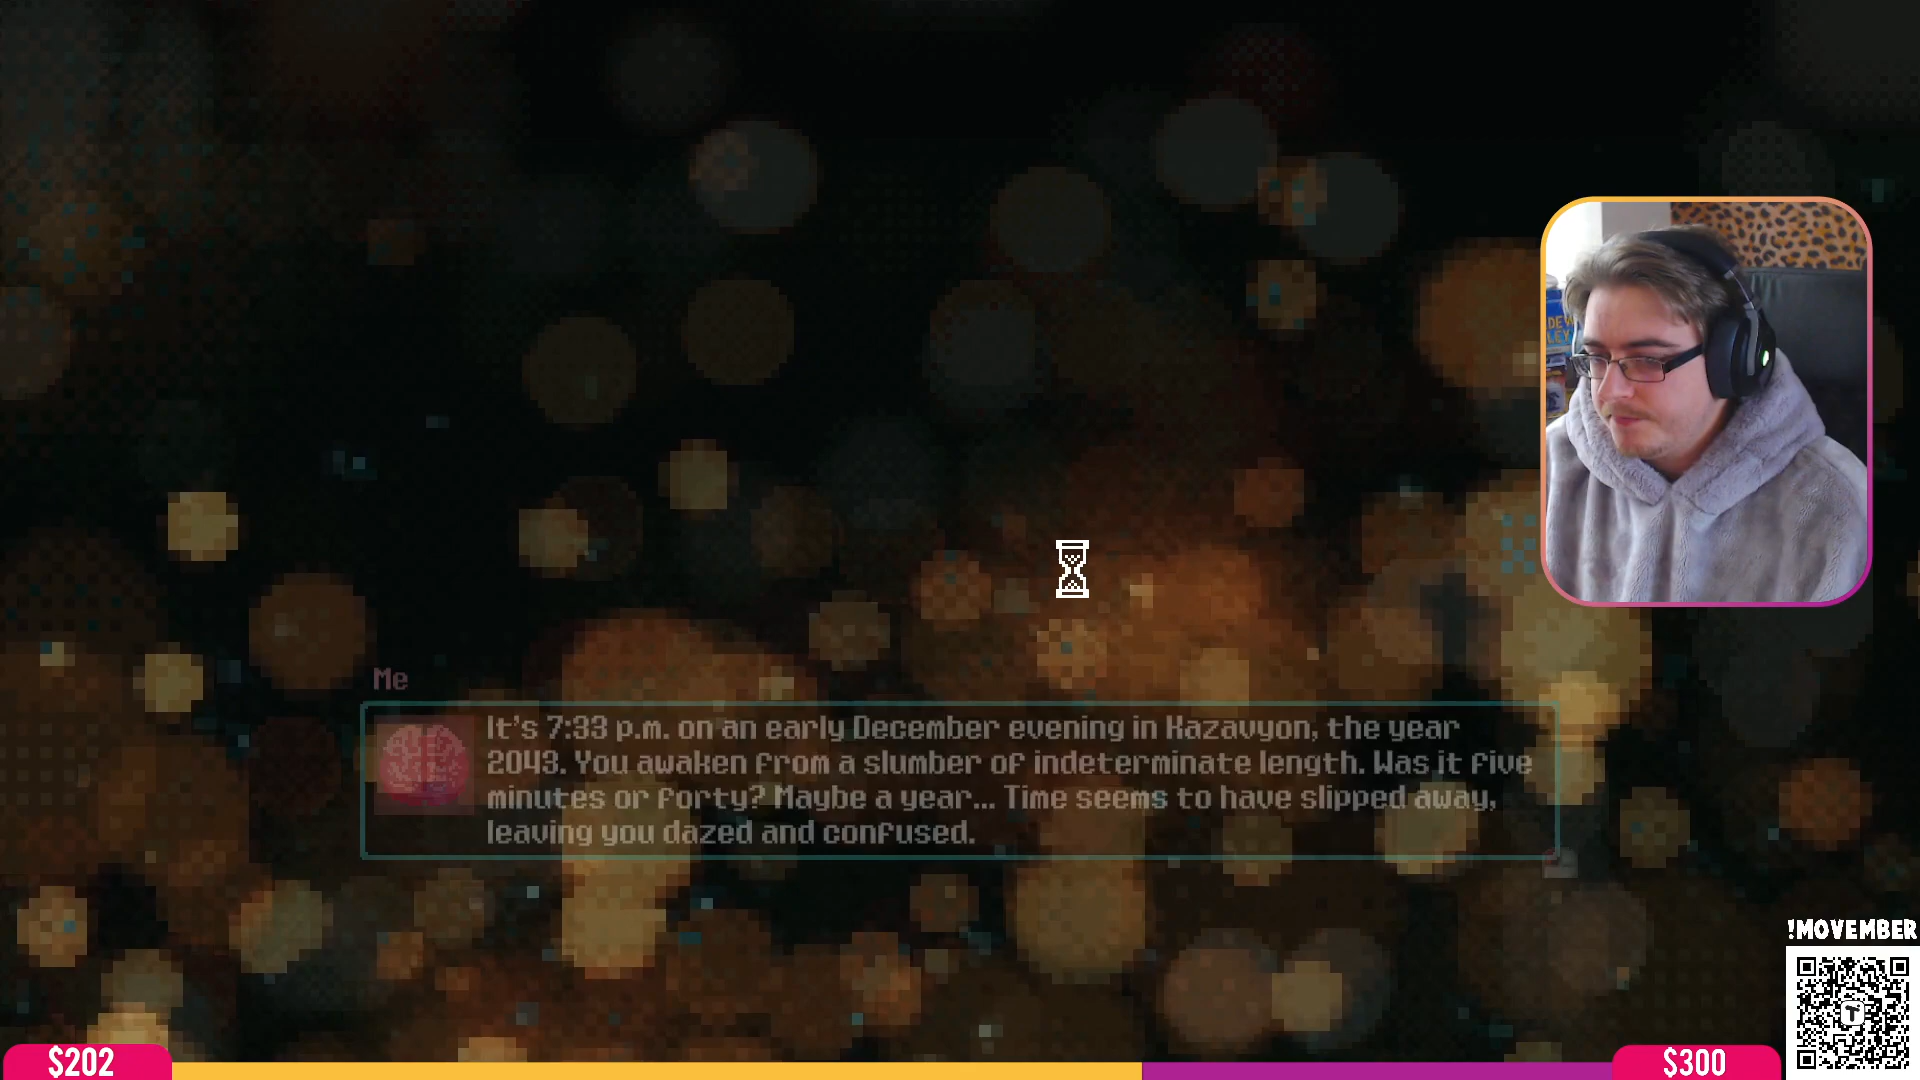 Me
It's 7:33 p.m. on an early December evening in Kazavyon, the year
2043. You awaken from a slumber of indeterminate length. Was it five
minutes or forty? Maybe a year... Time seems to have slipped away,
leaving you dazed and confused.
!MOVEMBER
$202
$300